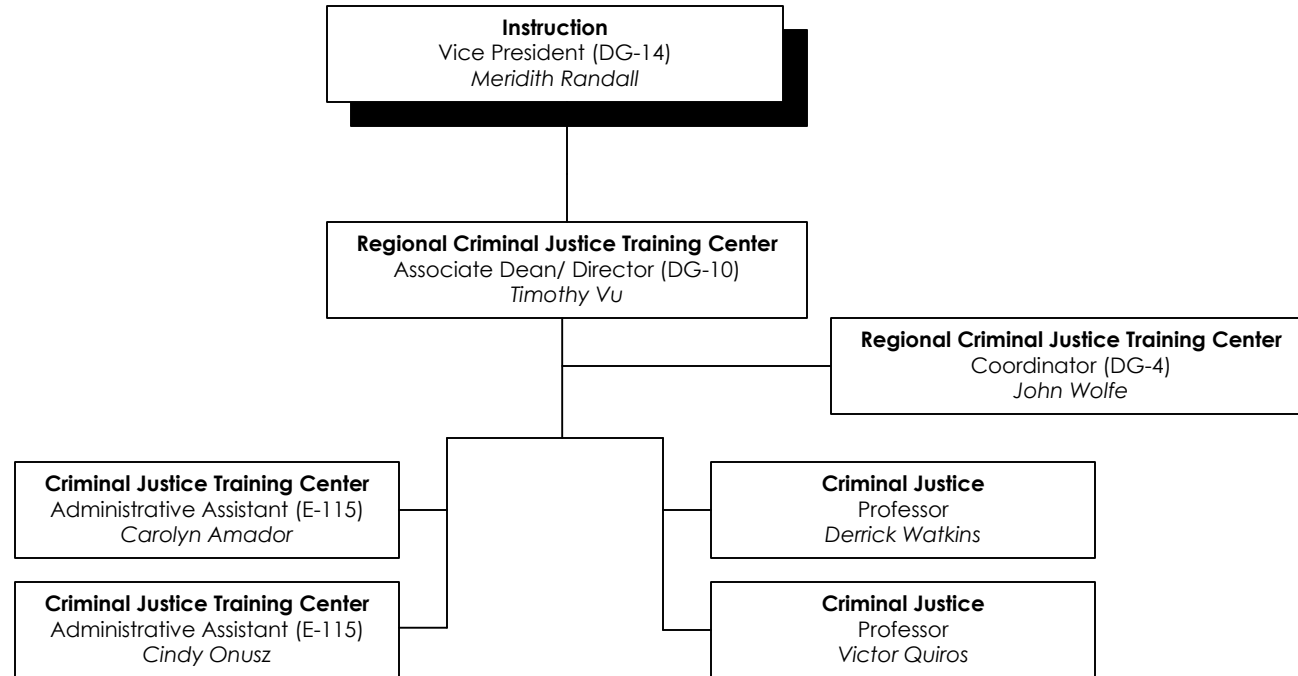 Instruction
Vice President (DG-14)
Meridith Randall
Regional Criminal Justice Training Center
Associate Dean/ Director (DG-10)
Timothy Vu
Regional Criminal Justice Training Center
Coordinator (DG-4)
John Wolfe
Criminal Justice Training Center
Administrative Assistant (E-115)
Carolyn Amador
Criminal Justice
Professor
Derrick Watkins
Criminal Justice Training Center
Administrative Assistant (E-115)
Cindy Onusz
Criminal Justice
Professor
Victor Quiros